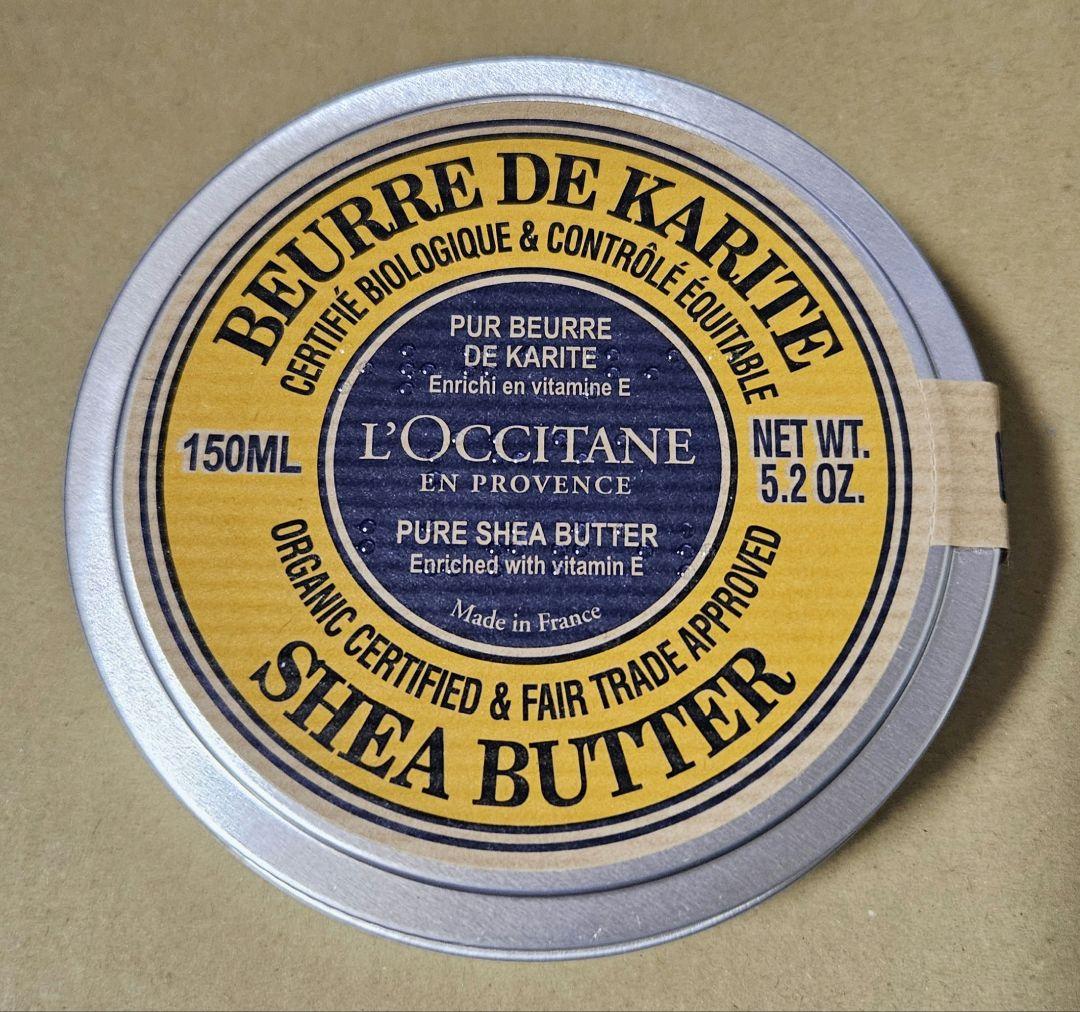 BEURRE DE KARITE
CERTIFIÉ BIOLOGIQUE & CONTRÔLÉ ÉQUITABLE
PUR BEURRE
DE KARITE
Enrichi en vitamine E
L'OCCITANE
EN PROVENCE
150ML
NET WT.
5.2 OZ.
PURE SHEA BUTTER
Enriched with vitamin E
Made in France
ORGANIC CERTIFIED & FAIR TRADE APPROVED
SHEA BUTTER